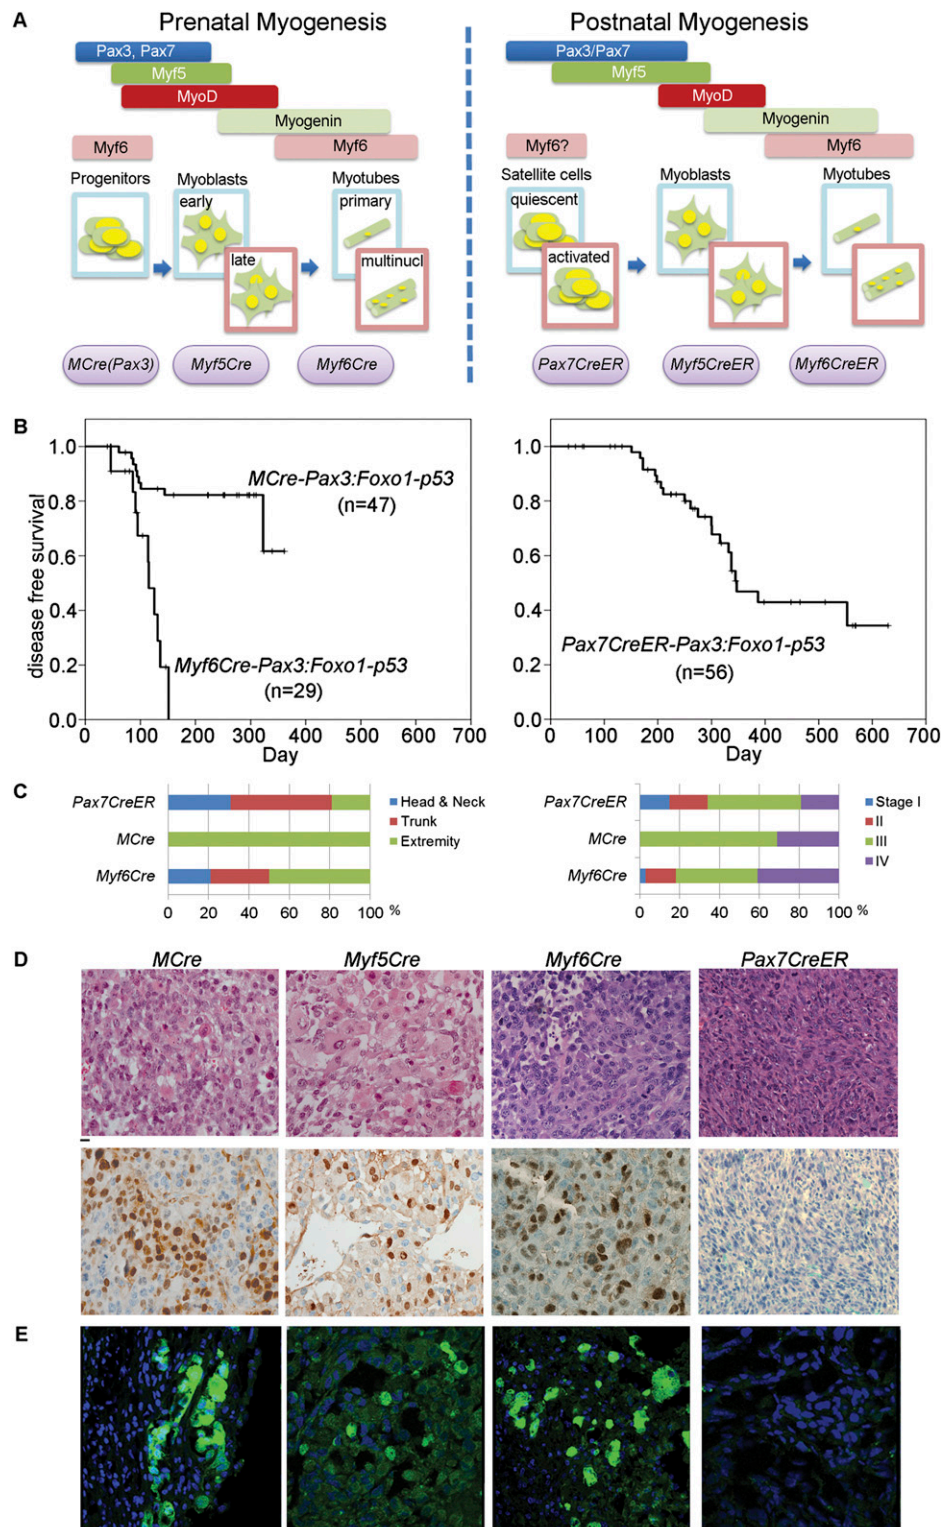 A
Prenatal Myogenesis
Postnatal Myogenesis
Pax3, Pax7
Myf5
MyoD
Myogenin
Myf6
Myf6
Progenitors
Myoblasts
early
late
Myotubes
primary
multinucl
MCre(Pax3)
Myf5Cre
Myf6Cre
Pax3/Pax7
Myf5
MyoD
Myogenin
Myf6?
Myf6
Satellite cells
quiescent
activated
Myoblasts
Myotubes
Pax7CreER
Myf5CreER
Myf6CreER
B
disease free survival
1.0
0.8
0.6
0.4
0.2
0.0
MCre-Pax3:Foxo1-p53
(n=47)
Myf6Cre-Pax3:Foxo1-p53
(n=29)
0 100 200 300 400 500 600 700
Day
1.0
0.8
0.6
0.4
0.2
0.0
Pax7CreER-Pax3:Foxo1-p53
(n=56)
0 100 200 300 400 500 600 700
Day
C
Pax7CreER
MCre
Myf6Cre
0 20 40 60 80 100 %
Head & Neck
Trunk
Extremity
Pax7CreER
MCre
Myf6Cre
0 20 40 60 80 100 %
Stage I
II
III
IV
D
MCre
Myf5Cre
Myf6Cre
Pax7CreER
E